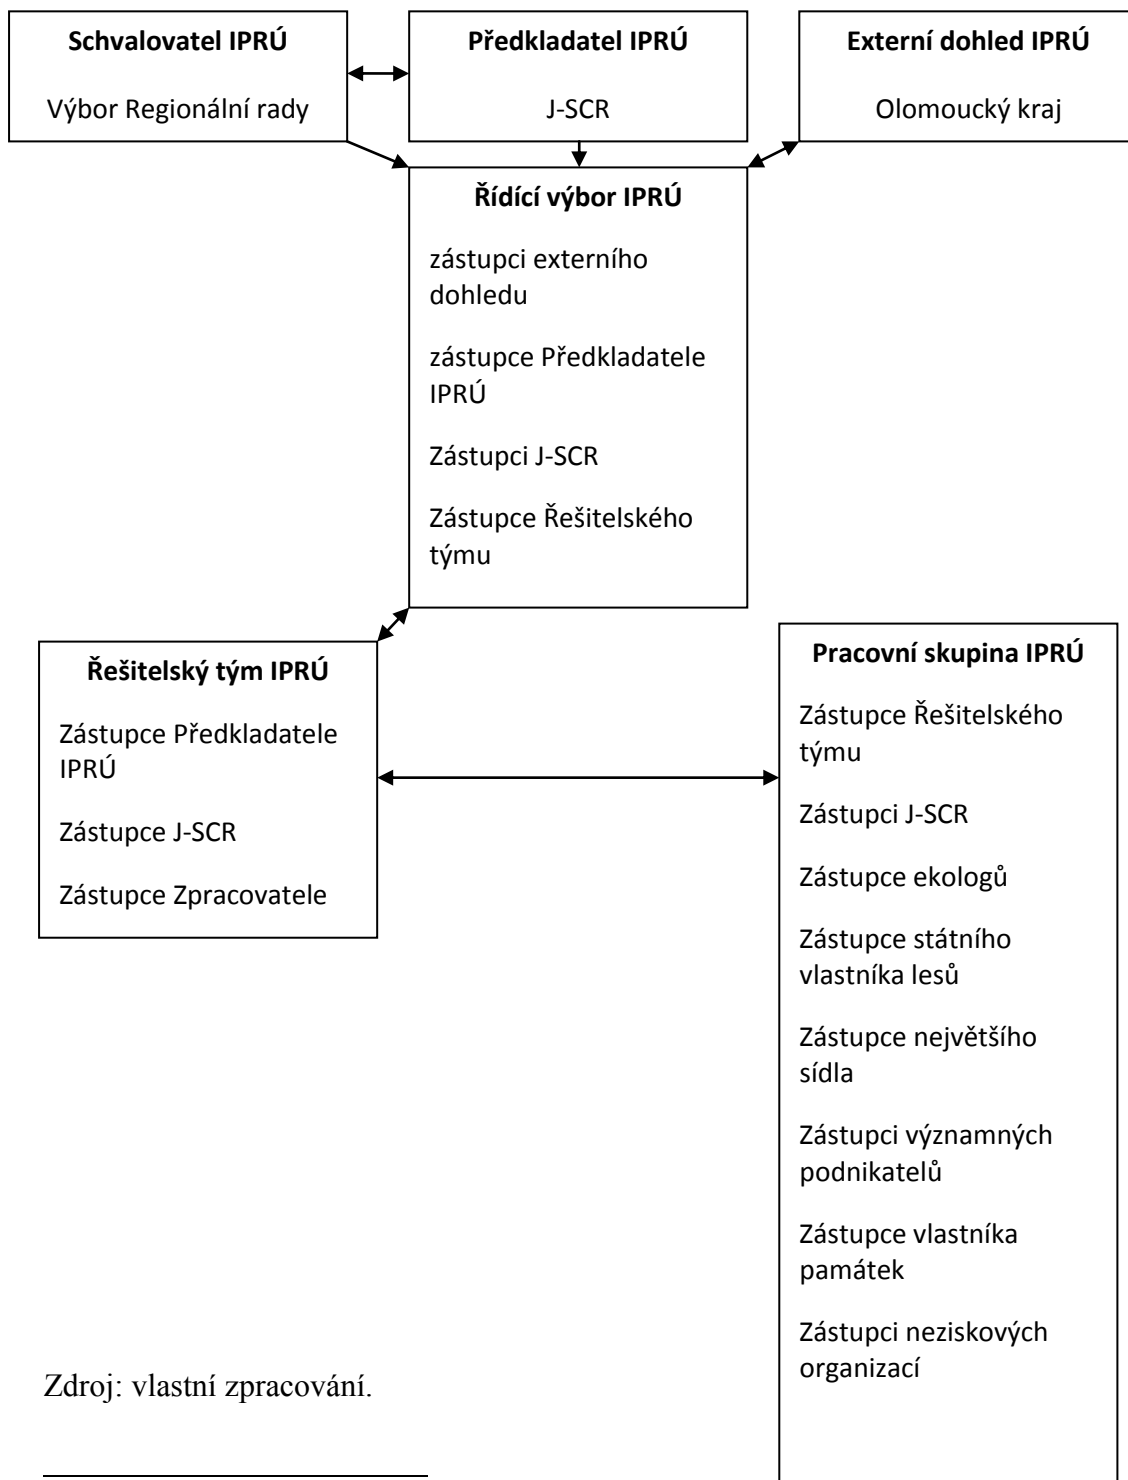 Schvalovatel IPRÚ
Výbor Regionální rady
Předkladatel IPRÚ
J-SCR
Externí dohled IPRÚ
Olomoucký kraj
Řídící výbor IPRÚ
zástupci externího
dohledu
zástupce Předkladatele
IPRÚ
Zástupci J-SCR
Zástupce Řešitelského
týmu
Řešitelský tým IPRÚ
Zástupce Předkladatele
IPRÚ
Zástupce J-SCR
Zástupce Zpracovatele
Pracovní skupina IPRÚ
Zástupce Řešitelského
týmu
Zástupci J-SCR
Zástupce ekologů
Zástupce státního
vlastníka lesů
Zástupce největšího
sídla
Zástupci významných
podnikatelů
Zástupce vlastníka
památek
Zástupci neziskových
organizací
Zdroj: vlastní zpracování.